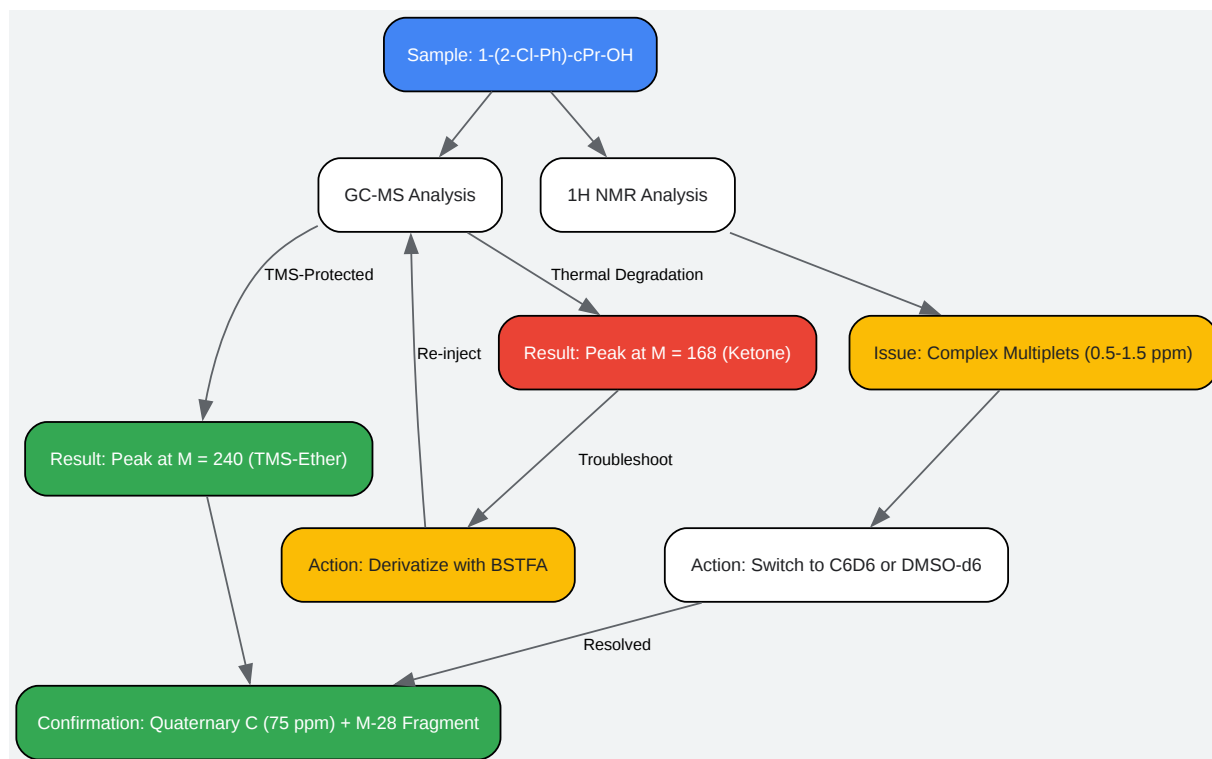 Sample: 1-(2-Cl-Ph)-cPr-OH
GC-MS Analysis
1H NMR Analysis
TMS-Protected
Thermal Degradation
Re-inject
Result: Peak at M = 168 (Ketone)
Issue: Complex Multiplets (0.5-1.5 ppm)
Result: Peak at M = 240 (TMS-Ether)
Troubleshoot
Action: Derivatize with BSTFA
Action: Switch to C6D6 or DMSO-d6
Resolved
Confirmation: Quaternary C (75 ppm) + M-28 Fragment